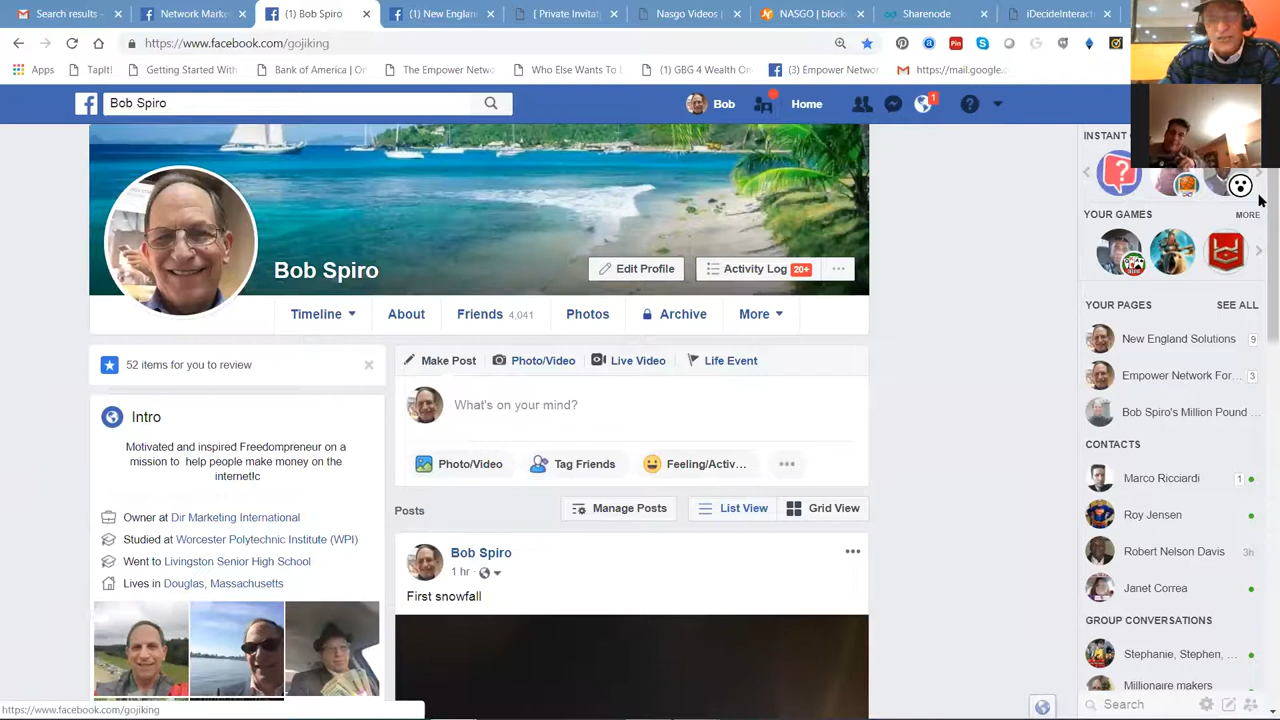 Search results -
Network Marke
(1) Bob Spiro
(1) New Englan
[ Private Invitat
Nasgo Videos |
NASGO | block
Sharenode
iDecideInterac
https://www.facebook.com/gojiking
Apps
TapIt!
Getting Started With
Bank of America | On
The Empower Netwo
Who Else Wants To
(1) GBG 4 Wealth On
(3) Empower Networ
https://mail.google.c
Bob Spiro
Bob
Home
1
INSTANT
YOUR GAMES
MORE
Bob Spiro
Edit Profile
Activity Log 20+
Timeline
About
Friends 4,041
Photos
Archive
More
YOUR PAGES
SEE ALL
New England Solutions 9
Empower Network For... 3
Bob Spiro's Million Pound ...
52 items for you to review
Make Post
Photo/Video
Live Video
Life Event
What's on your mind?
Photo/Video
Tag Friends
Feeling/Activ...
Intro
Motivated and inspired Freedompreneur on a
mission to help people make money on the
internet!c
Owner at Dir Marketing International
Studied at Worcester Polytechnic Institute (WPI)
Went to Livingston Senior High School
Lives in Douglas, Massachusetts
Posts
Manage Posts
List View
Grid View
Bob Spiro
1 hr
First snowfall
CONTACTS
Marco Ricciardi 1
Roy Jensen
Robert Nelson Davis 3h
Janet Correa
GROUP CONVERSATIONS
Stephanie, Stephen, ...
Millionaire makers
Search
https://www.facebook.com/gojiking